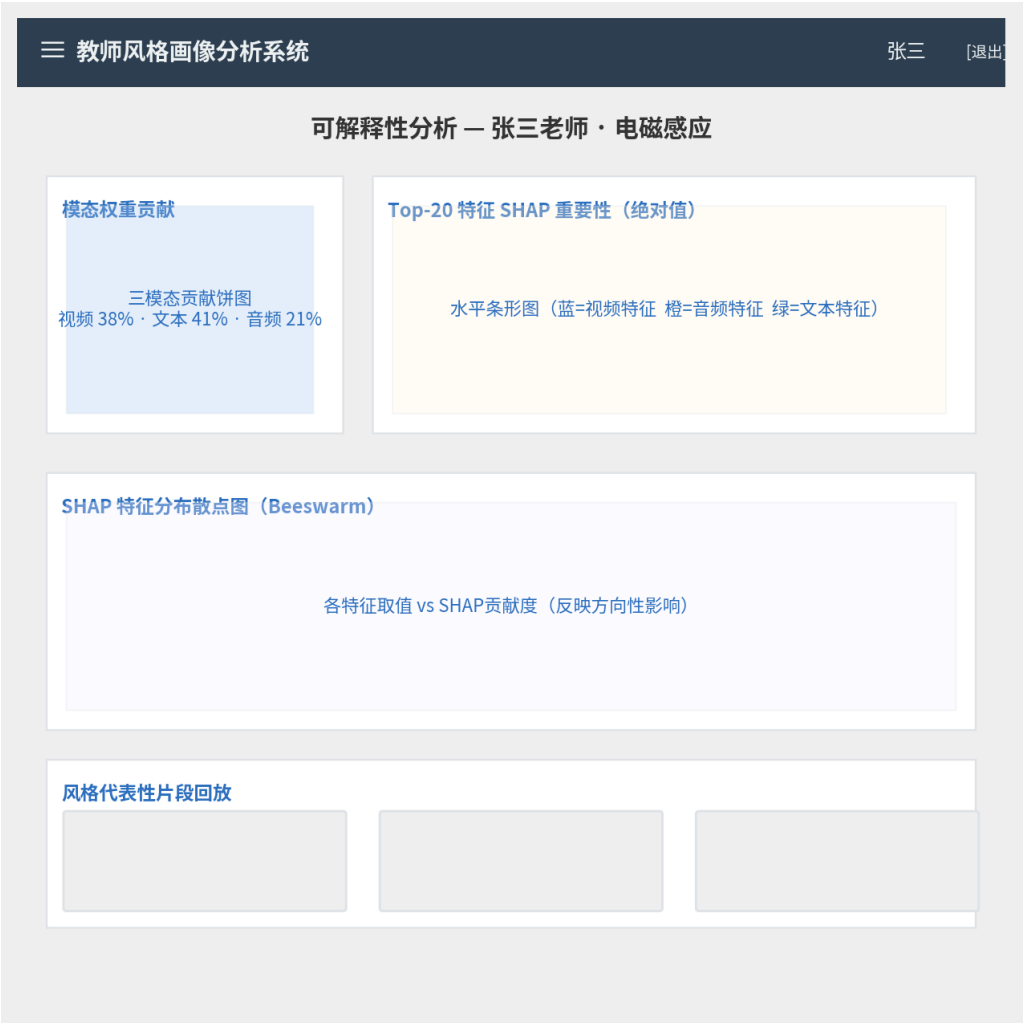 教师风格画像分析系统
张三
[退出]
可解释性分析 — 张三老师 · 电磁感应
模态权重贡献
三模态贡献饼图
视频 38% · 文本 41% · 音频 21%
Top-20 特征 SHAP 重要性（绝对值）
水平条形图（蓝=视频特征 橙=音频特征 绿=文本特征）
SHAP 特征分布散点图（Beeswarm）
各特征取值 vs SHAP贡献度（反映方向性影响）
风格代表性片段回放